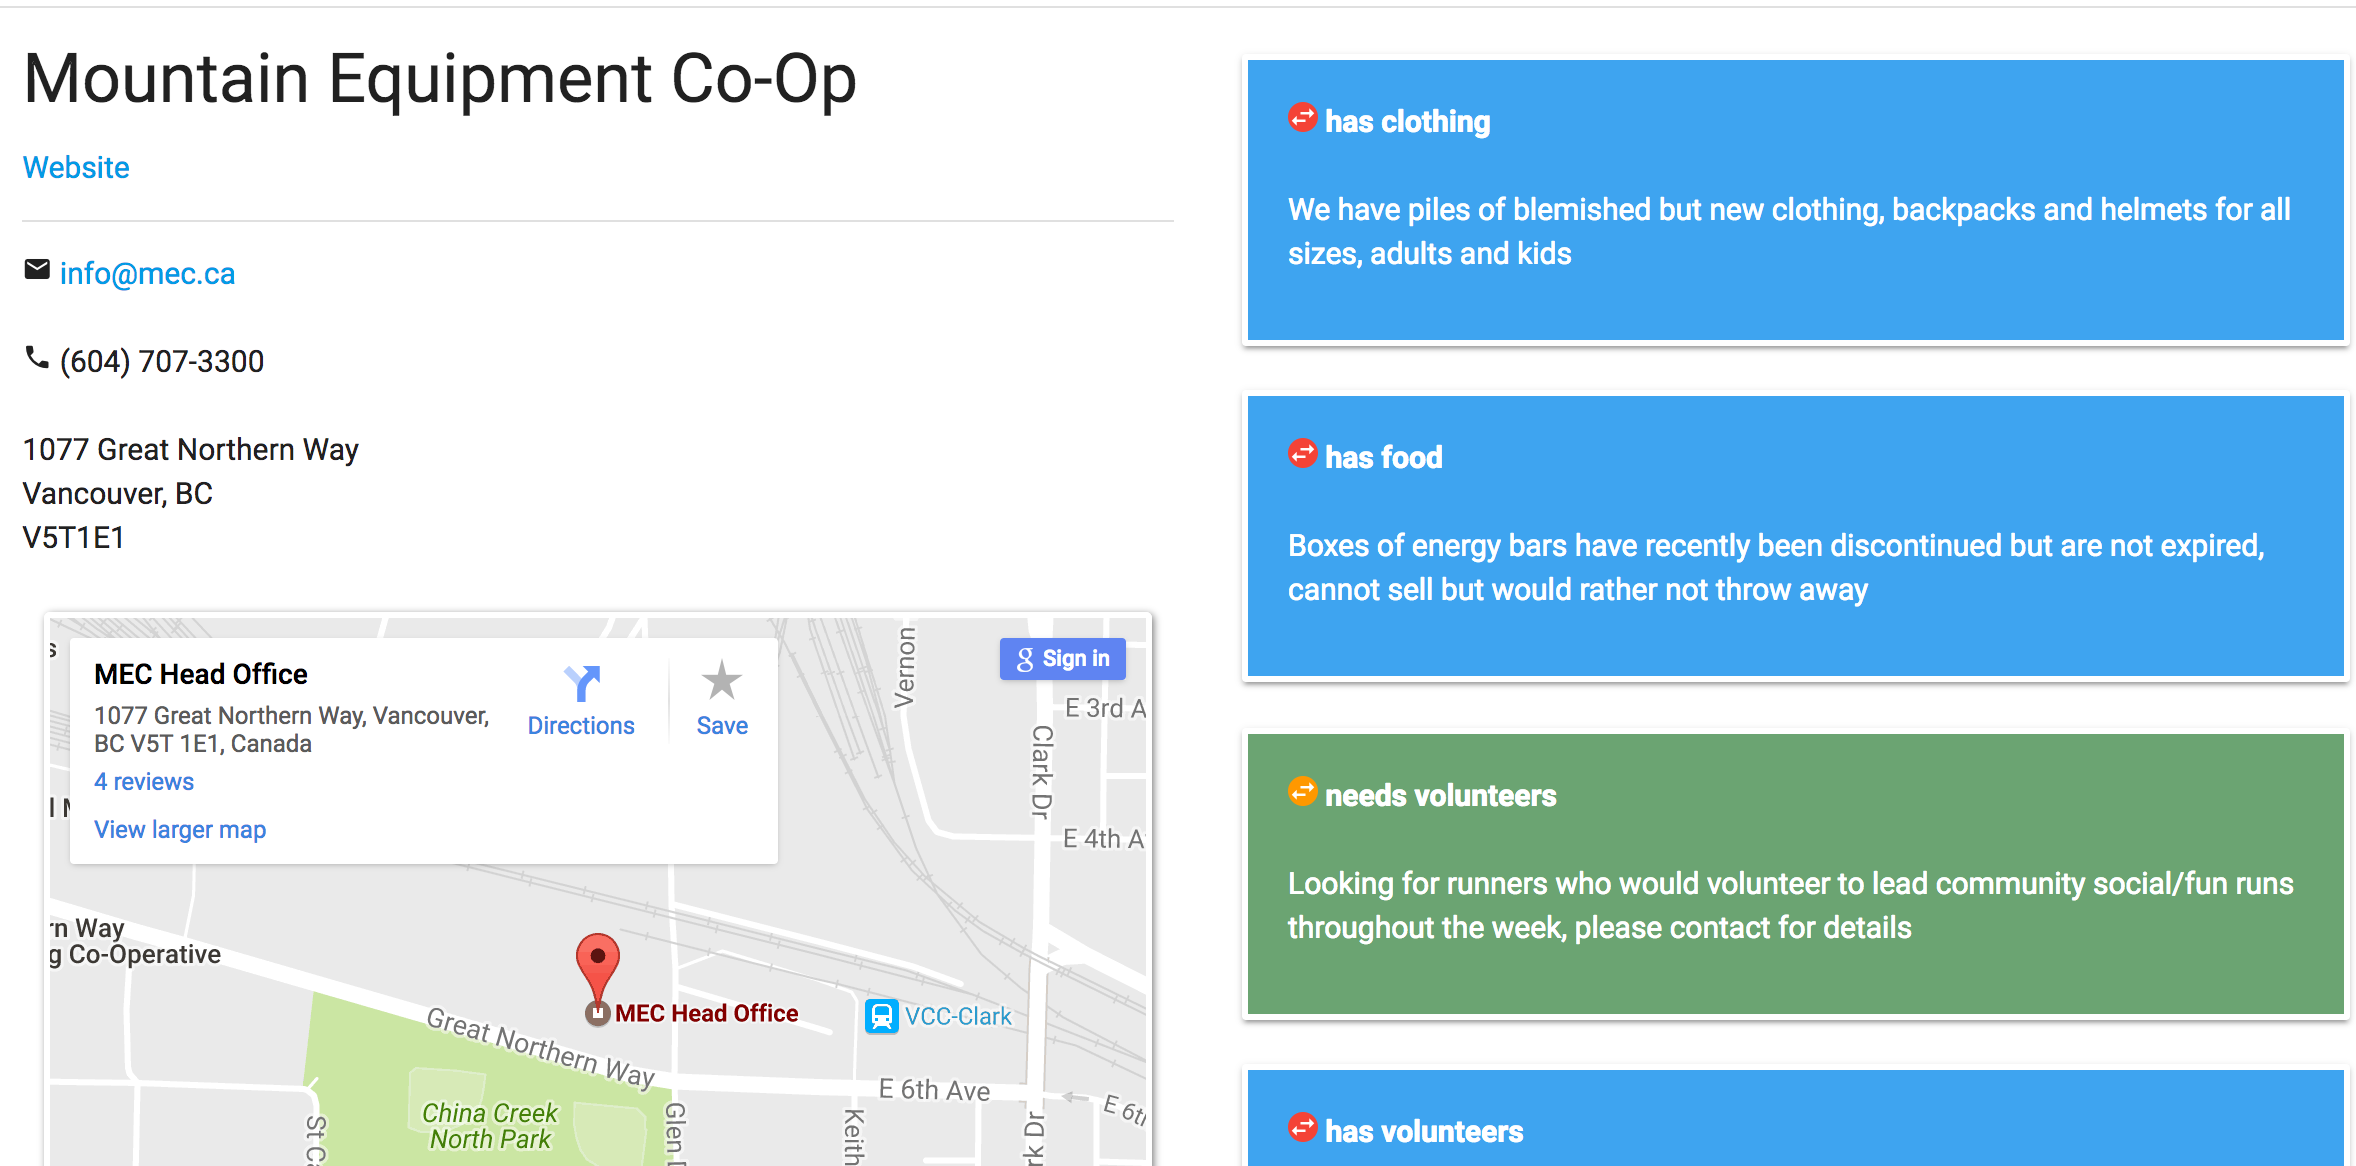 Mountain Equipment Co-Op
Website
info@mec.ca
(604) 707-3300
1077 Great Northern Way
Vancouver, BC
V5T1E1
MEC Head Office
1077 Great Northern Way, Vancouver,
BC V5T 1E1, Canada
4 reviews
View larger map
Directions
Save
Sign in
Vernon
E 3rd A
Clark Dr
E 4th A
rn Way
g Co-Operative
MEC Head Office
VCC-Clark
Great Northern Way
E 6th Ave
E 6th
China Creek
North Park
St C
Glen
Keith
rk Dr
has clothing
We have piles of blemished but new clothing, backpacks and helmets for all
sizes, adults and kids
has food
Boxes of energy bars have recently been discontinued but are not expired,
cannot sell but would rather not throw away
needs volunteers
Looking for runners who would volunteer to lead community social/fun runs
throughout the week, please contact for details
has volunteers